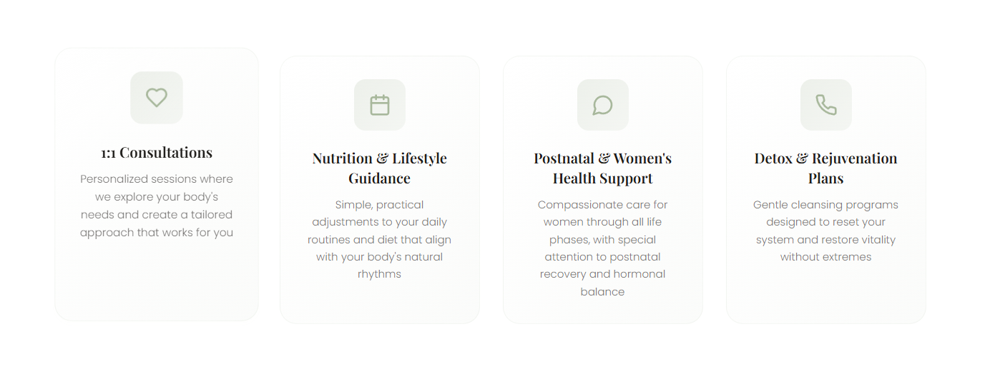 1:1 Consultations
Personalized sessions where
we explore your body's
needs and create a tailored
approach that works for you
Nutrition & Lifestyle
Guidance
Simple, practical
adjustments to your daily
routines and diet that align
with your body's natural
rhythms
Postnatal & Women's
Health Support
Compassionate care for
women through all life
phases, with special
attention to postnatal
recovery and hormonal
balance
Detox & Rejuvenation
Plans
Gentle cleansing programs
designed to reset your
system and restore vitality
without extremes